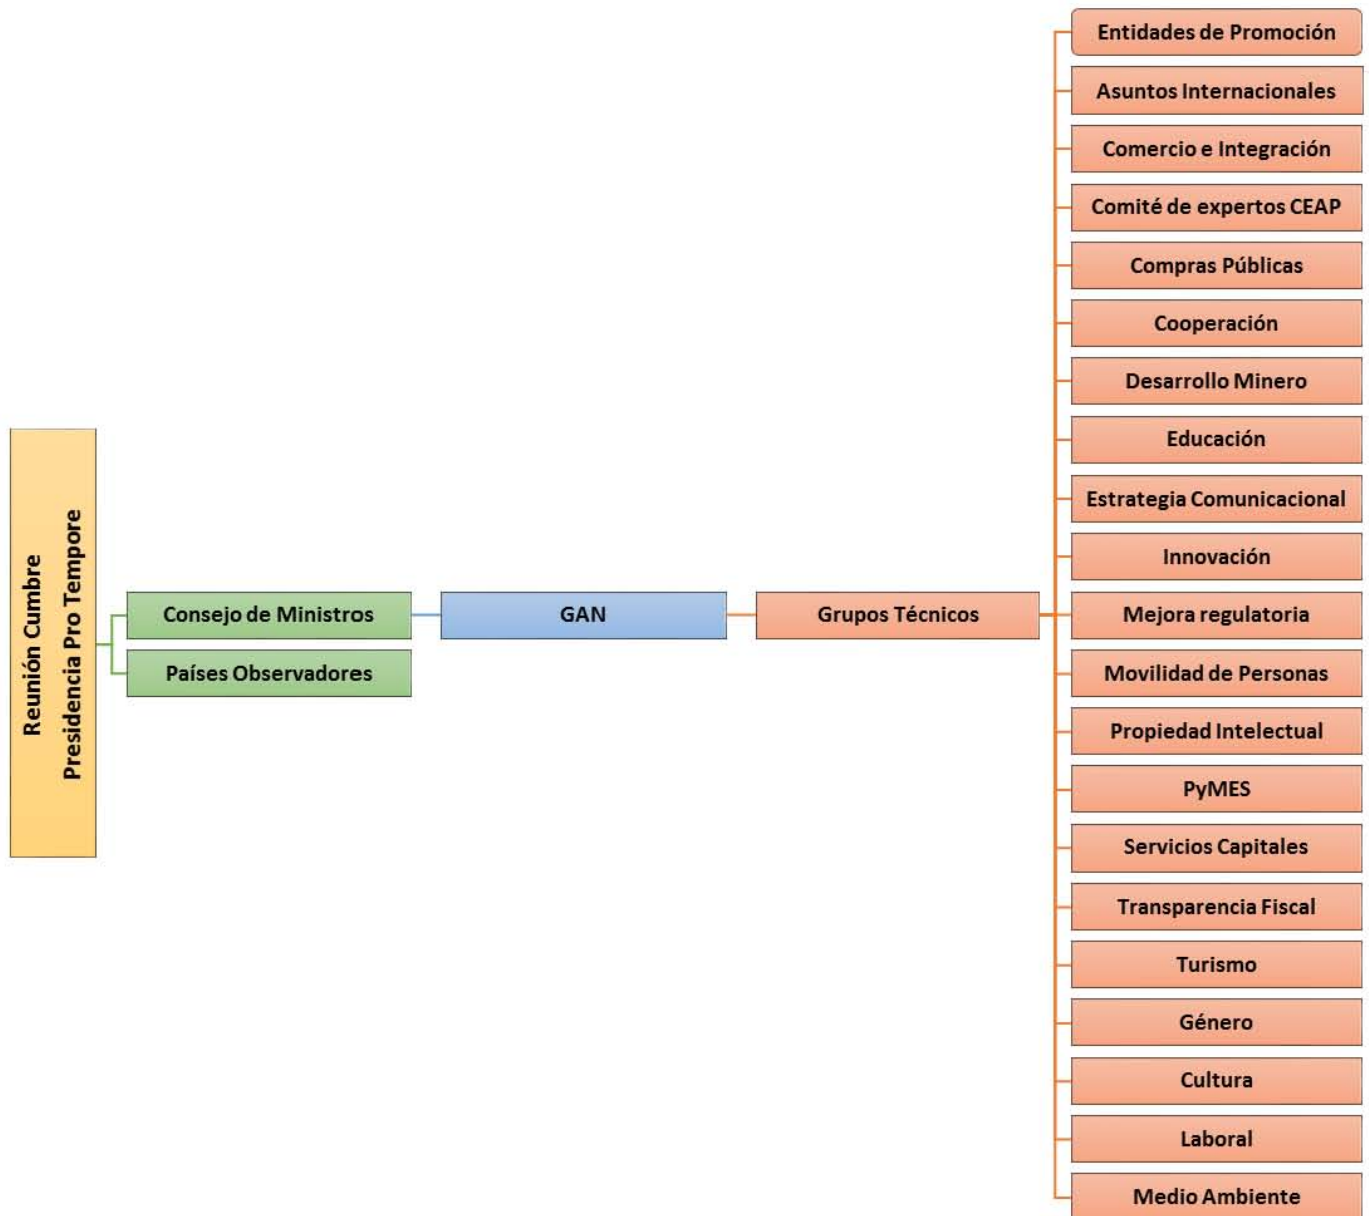 Reunión Cumbre
Presidencia Pro Tempore
Consejo de Ministros
Países Observadores
GAN
Grupos Técnicos
Entidades de Promoción
Asuntos Internacionales
Comercio e Integración
Comité de expertos CEAP
Compras Públicas
Cooperación
Desarrollo Minero
Educación
Estrategia Comunicacional
Innovación
Mejora regulatoria
Movilidad de Personas
Propiedad Intelectual
PyMES
Servicios Capitales
Transparencia Fiscal
Turismo
Género
Cultura
Laboral
Medio Ambiente